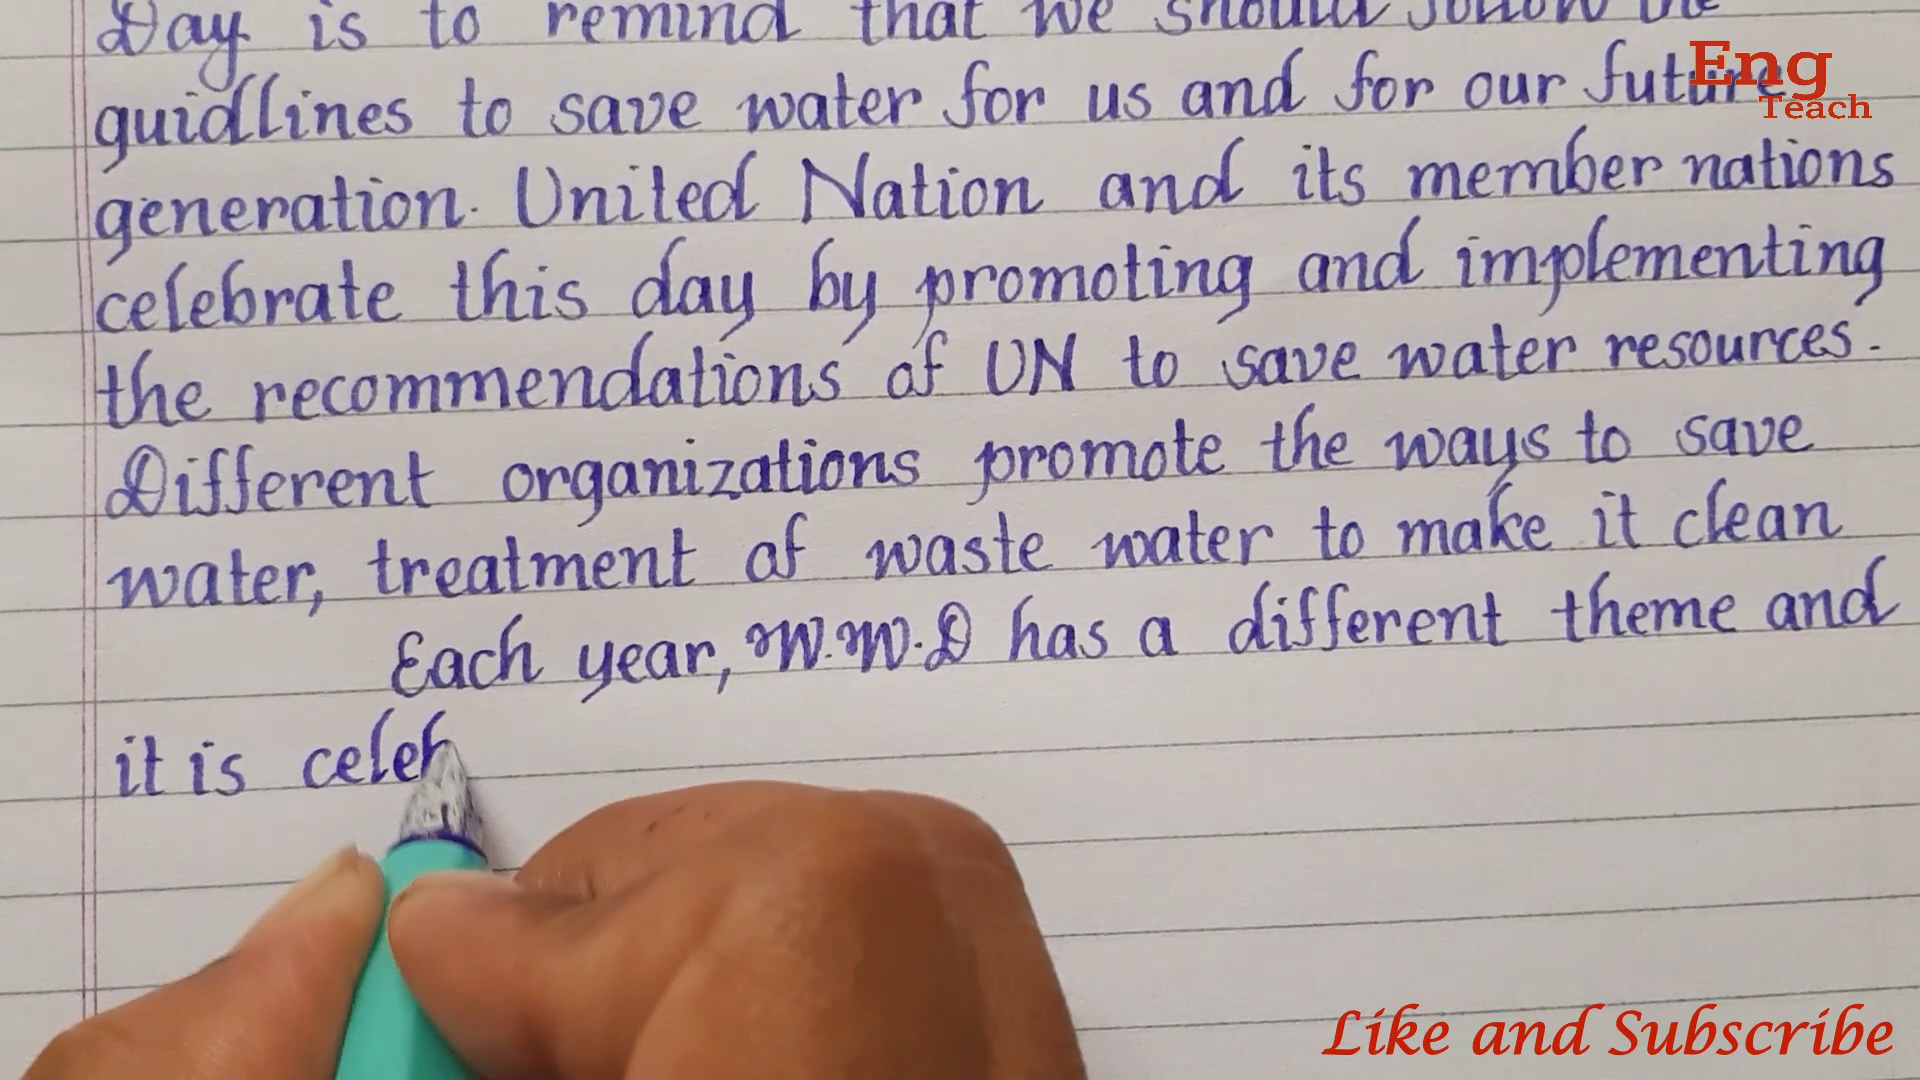 Day is to remind that we should follow the
guidlines to save water for us and for our future
Eng
Teach
generation. United Nation and its member nations
celebrate this day by promoting and implementing
the recommendations of UN to save water resources.
Different organizations promote the ways to save
water, treatment of waste water to make it clean
Each year, W.W.D has a different theme and
it is celeb
Like and Subscribe